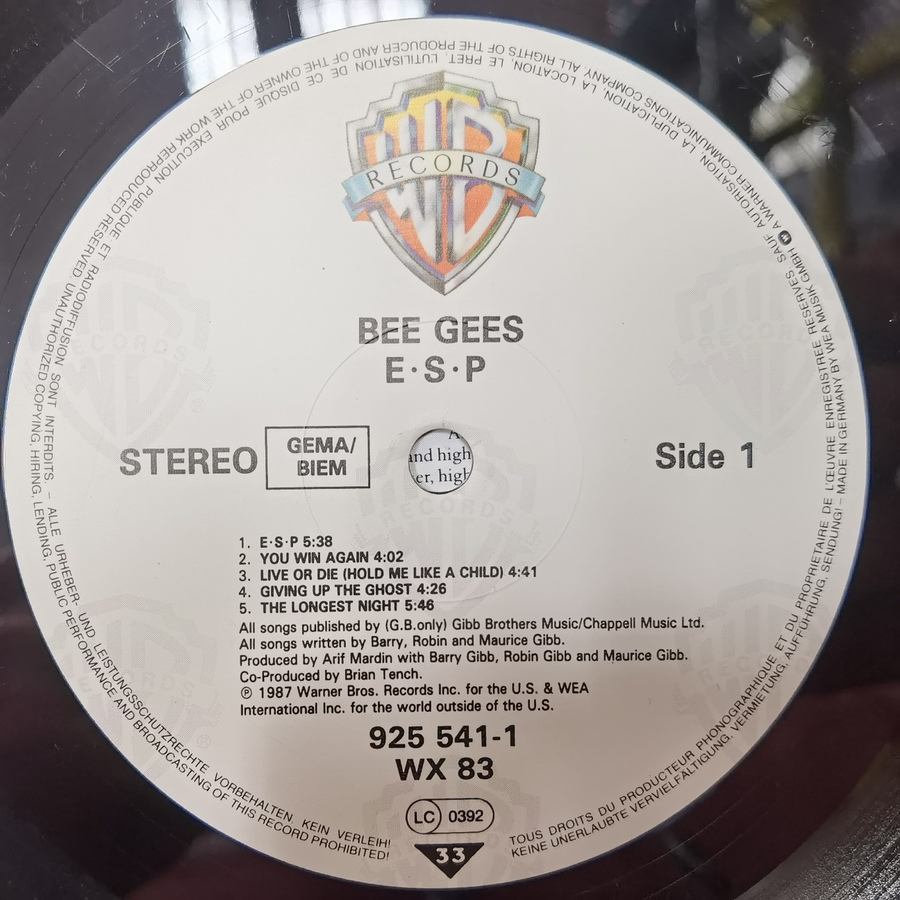 RECORDS
BEE GEES
E·S·P
STEREO
GEMA/
BIEM
Side 1
and high
er, high
1. E·S·P 5:38
2. YOU WIN AGAIN 4:02
3. LIVE OR DIE (HOLD ME LIKE A CHILD) 4:41
4. GIVING UP THE GHOST 4:26
5. THE LONGEST NIGHT 5:46
All songs published by (G.B.only) Gibb Brothers Music/Chappell Music Ltd.
All songs written by Barry, Robin and Maurice Gibb.
Produced by Arif Mardin with Barry Gibb, Robin Gibb and Maurice Gibb.
Co-Produced by Brian Tench.
℗ 1987 Warner Bros. Records Inc. for the U.S. & WEA
International Inc. for the world outside of the U.S.
925 541-1
WX 83
LC 0392
33
ALLE URHEBER- UND LEISTUNGSSCHUTZRECHTE VORBEHALTEN KEIN VERLEIH! KEINE UNERLAUBTE VERVIELFÄLTIGUNG, VERMIETUNG, AUFFÜHRUNG, SENDUNG! – MADE IN GERMANY BY WEA MUSIK GMBH A WARNER COMMUNICATIONS COMPANY ALL RIGHTS OF THE PRODUCER AND OF THE OWNER OF THE WORK REPRODUCED RESERVED. UNAUTHORIZED COPYING, HIRING, LENDING, PUBLIC PERFORMANCE AND BROADCASTING OF THIS RECORD PROHIBITED!
TOUS DROITS DU PRODUCTEUR PHONOGRAPHIQUE ET DU PROPRIETAIRE DE L'ŒUVRE ENREGISTREE RESERVES. SAUF AUTORISATION, LA DUPLICATION, LA LOCATION, LE PRET, L'UTILISATION DE CE DISQUE POUR EXECUTION PUBLIQUE ET RADIODIFFUSION SONT INTERDITS. –